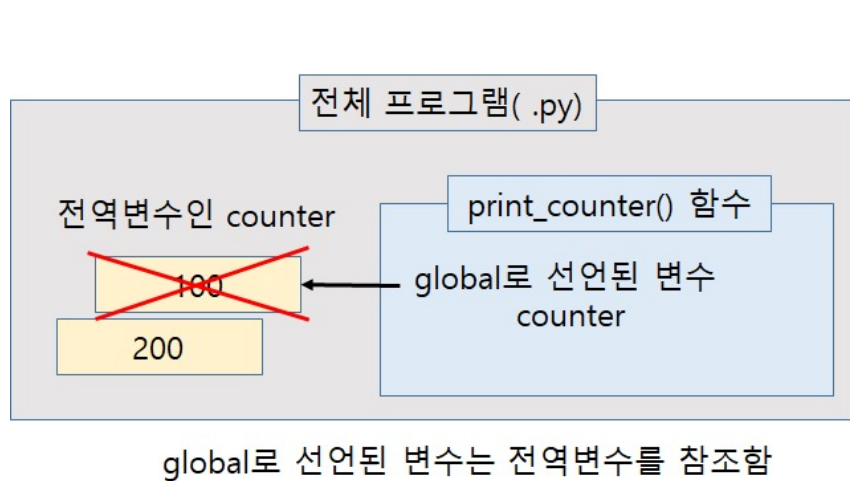 전체 프로그램( .py)
전역변수인 counter
print_counter() 함수
100
global로 선언된 변수
counter
200
global로 선언된 변수는 전역변수를 참조함